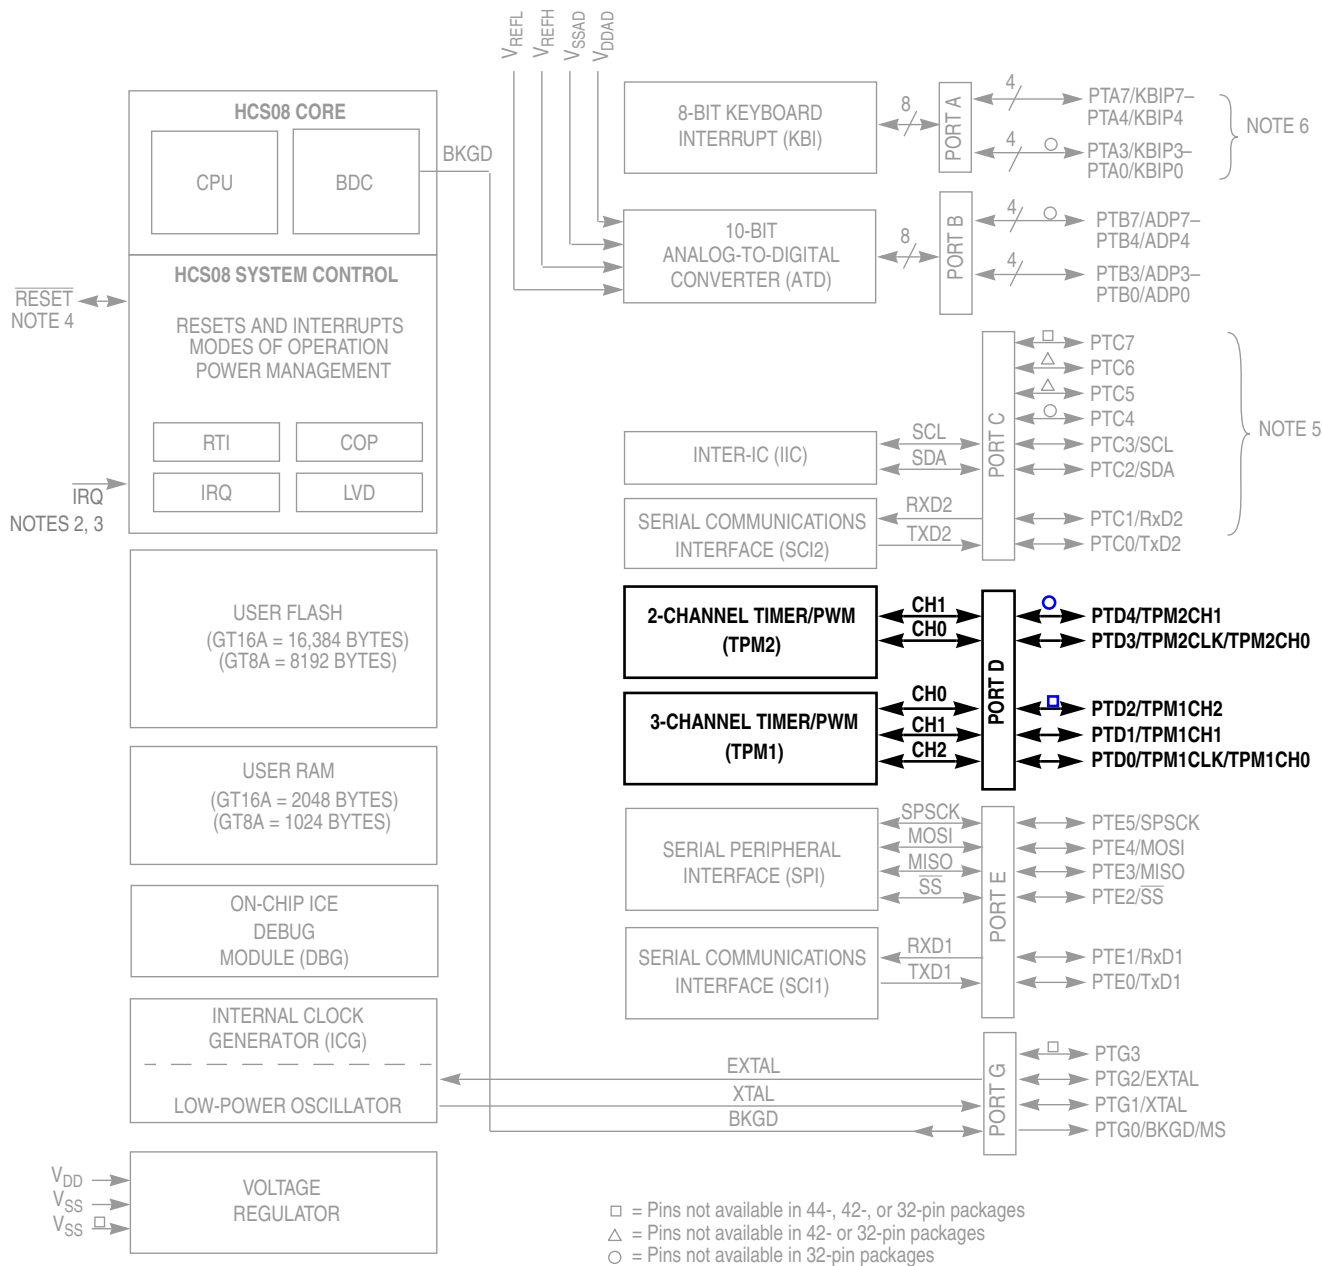 VREFL
VREFH
VSSAD
VDDAD
HCS08 CORE
CPU
BDC
BKGD
HCS08 SYSTEM CONTROL
RESET
NOTE 4
RESETS AND INTERRUPTS
MODES OF OPERATION
POWER MANAGEMENT
RTI
COP
IRQ
LVD
IRQ
NOTES 2, 3
USER FLASH
(GT16A = 16,384 BYTES)
(GT8A = 8192 BYTES)
USER RAM
(GT16A = 2048 BYTES)
(GT8A = 1024 BYTES)
ON-CHIP ICE
DEBUG
MODULE (DBG)
INTERNAL CLOCK
GENERATOR (ICG)
LOW-POWER OSCILLATOR
VDD
VSS
VSS
VOLTAGE
REGULATOR
8-BIT KEYBOARD
INTERRUPT (KBI)
8
PORT A
4
PTA7/KBIP7–
PTA4/KBIP4
4
PTA3/KBIP3–
PTA0/KBIP0
NOTE 6
10-BIT
ANALOG-TO-DIGITAL
CONVERTER (ATD)
8
PORT B
4
PTB7/ADP7–
PTB4/ADP4
4
PTB3/ADP3–
PTB0/ADP0
INTER-IC (IIC)
SCL
SDA
SERIAL COMMUNICATIONS
INTERFACE (SCI2)
RXD2
TXD2
PORT C
PTC7
PTC6
PTC5
PTC4
PTC3/SCL
PTC2/SDA
PTC1/RxD2
PTC0/TxD2
NOTE 5
2-CHANNEL TIMER/PWM
(TPM2)
CH1
CH0
3-CHANNEL TIMER/PWM
(TPM1)
CH0
CH1
CH2
PORT D
PTD4/TPM2CH1
PTD3/TPM2CLK/TPM2CH0
PTD2/TPM1CH2
PTD1/TPM1CH1
PTD0/TPM1CLK/TPM1CH0
SERIAL PERIPHERAL
INTERFACE (SPI)
SPSCK
MOSI
MISO
SS
SERIAL COMMUNICATIONS
INTERFACE (SCI1)
RXD1
TXD1
PORT E
PTE5/SPSCK
PTE4/MOSI
PTE3/MISO
PTE2/SS
PTE1/RxD1
PTE0/TxD1
EXTAL
XTAL
BKGD
PORT G
PTG3
PTG2/EXTAL
PTG1/XTAL
PTG0/BKGD/MS
□ = Pins not available in 44-, 42-, or 32-pin packages
△ = Pins not available in 42- or 32-pin packages
○ = Pins not available in 32-pin packages